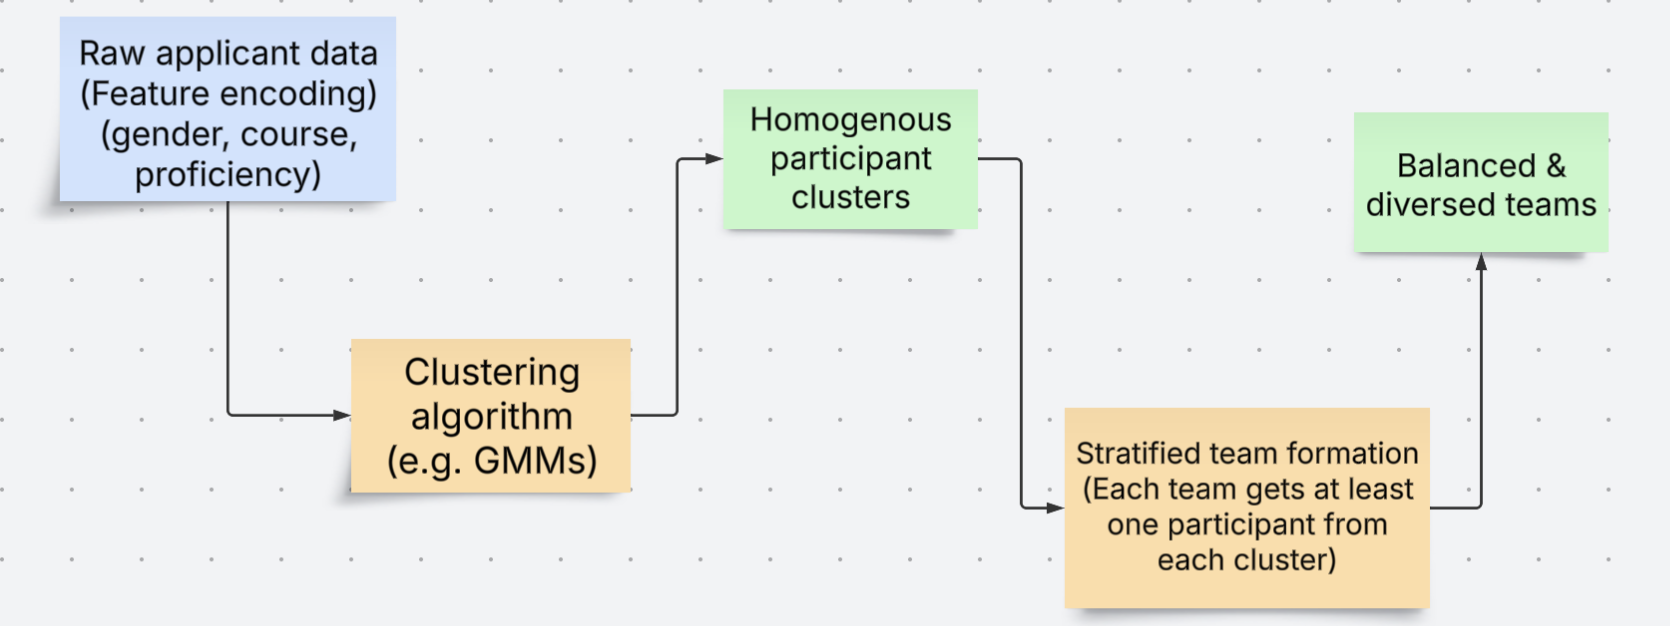 Raw applicant data
(Feature encoding)
(gender, course,
proficiency)
Clustering
algorithm
(e.g. GMMs)
Homogenous
participant
clusters
Stratified team formation
(Each team gets at least
one participant from
each cluster)
Balanced &
diversed teams